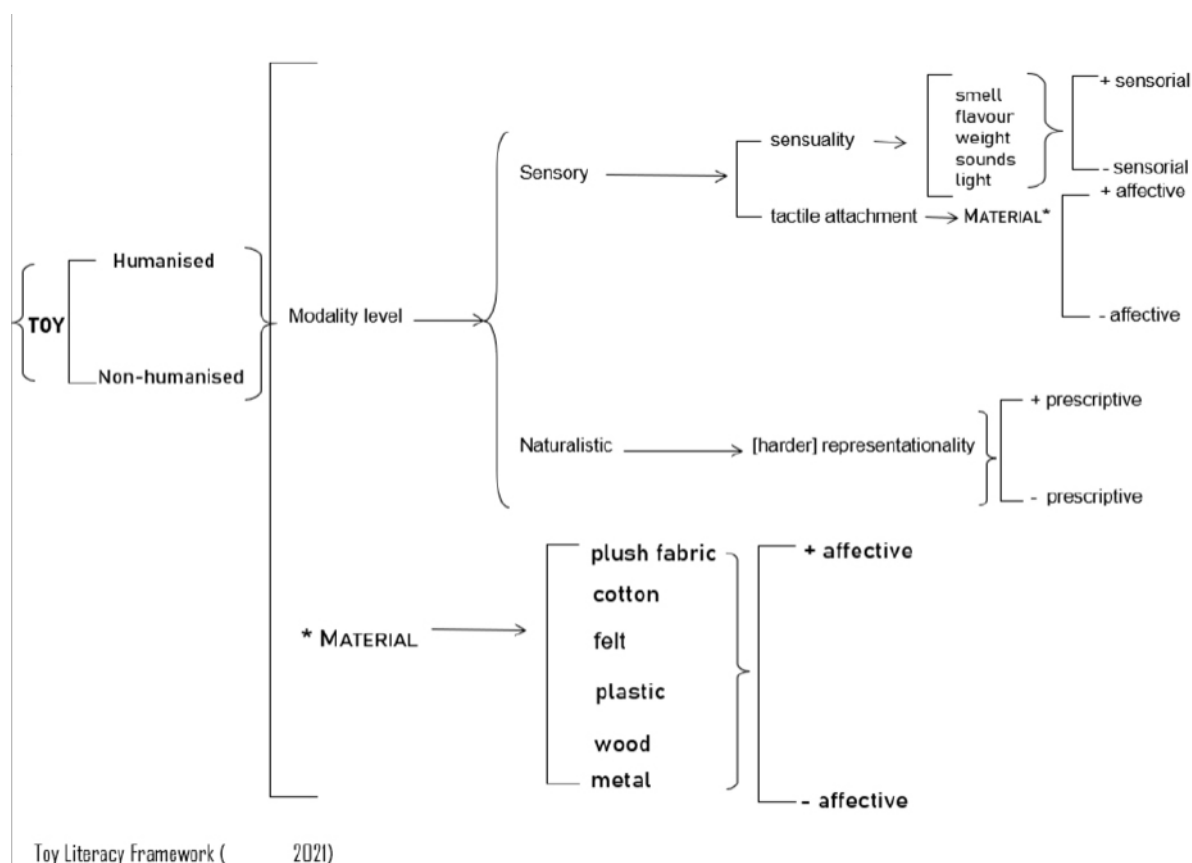 TOY
Humanised
Non-humanised
Modality level
Sensory
sensuality
smell
flavour
weight
sounds
light
+ sensorial
- sensorial
tactile attachment
MATERIAL*
+ affective
- affective
Naturalistic
[harder] representationality
+ prescriptive
- prescriptive
* MATERIAL
plush fabric
cotton
felt
plastic
wood
metal
+ affective
- affective
Toy Literacy Framework ( 2021)